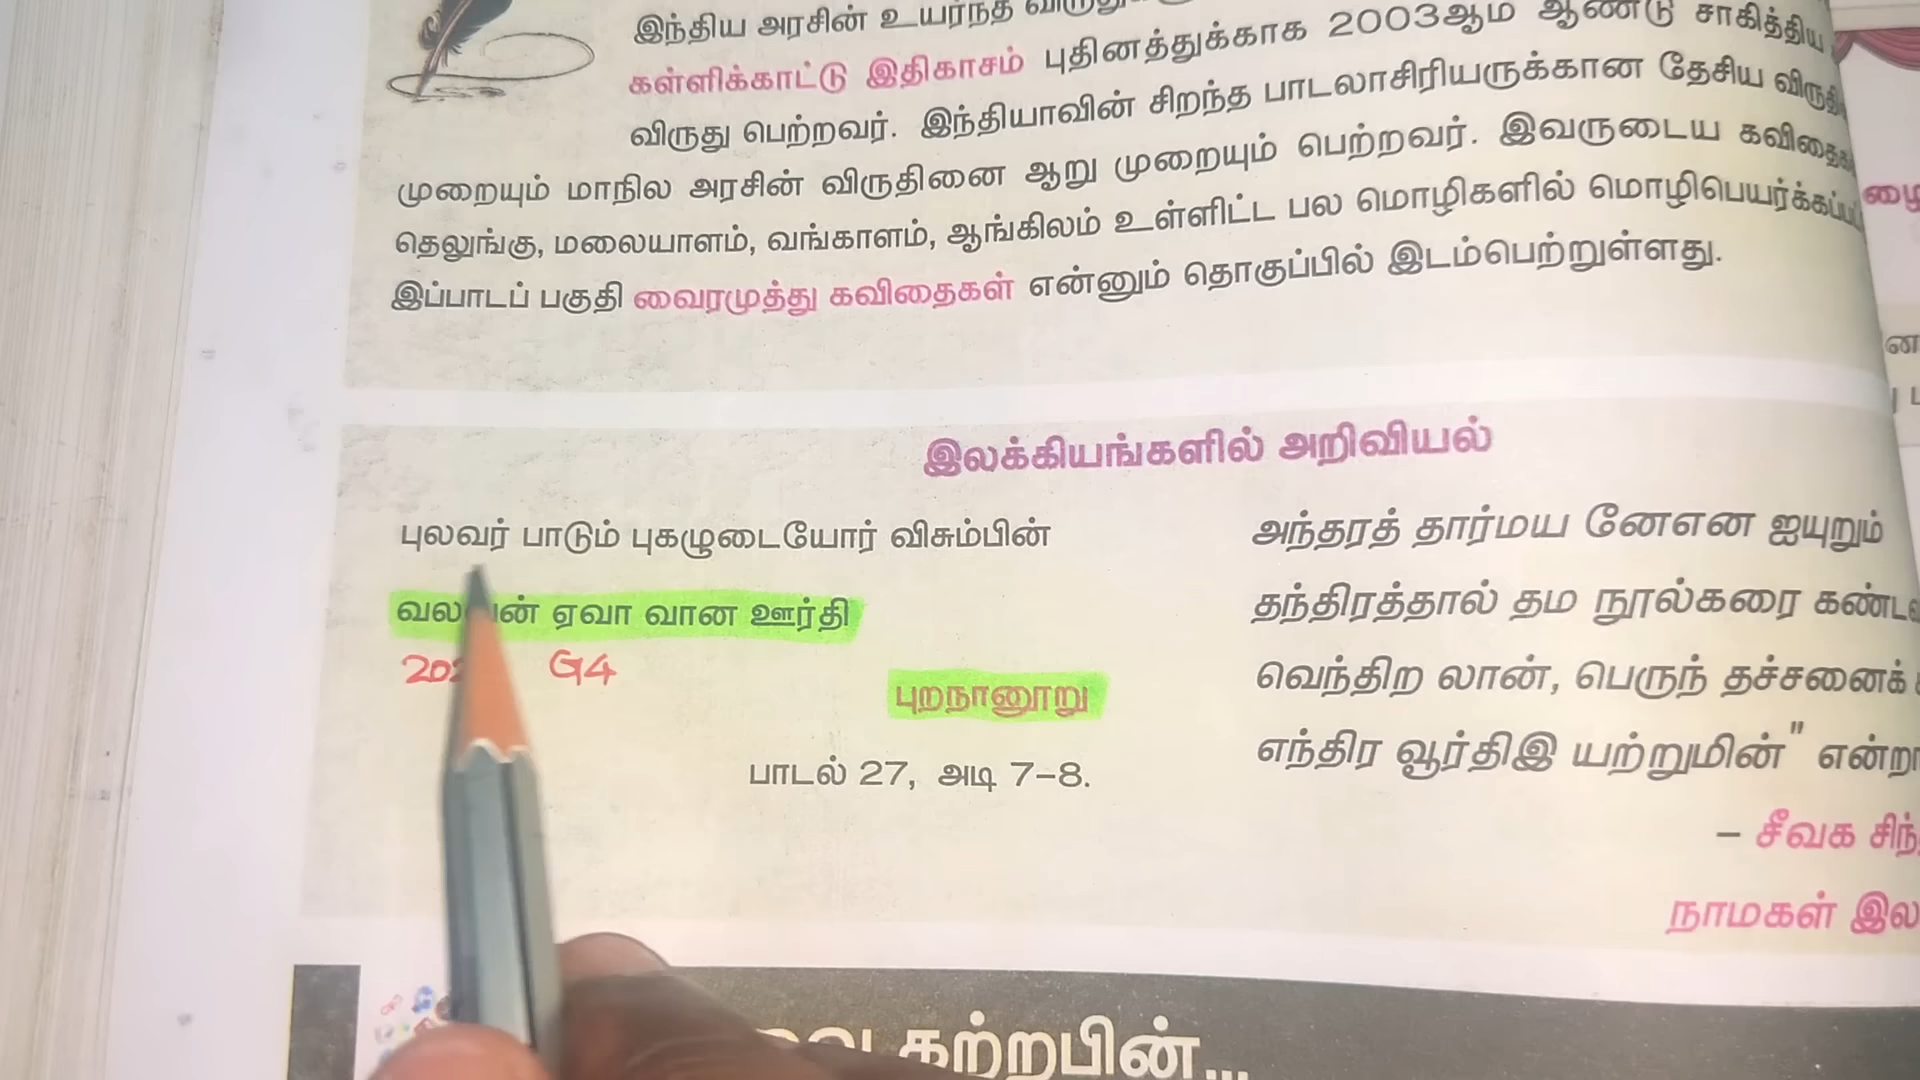 இந்திய அரசின் உயர்ந்த
கள்ளிக்காட்டு இதிகாசம் புதினத்துக்காக 2003ஆம் ஆண்டு சாகித்திய
விருது பெற்றவர். இந்தியாவின் சிறந்த பாடலாசிரியருக்கான தேசிய
முறையும் மாநில அரசின் விருதினை ஆறு முறையும் பெற்றவர். இவருடைய
தெலுங்கு, மலையாளம், வங்காளம், ஆங்கிலம் உள்ளிட்ட பல மொழிகளில்
இப்பாடப் பகுதி வைரமுத்து கவிதைகள் என்னும் தொகுப்பில் இடம்பெற்றுள்ளது.
இலக்கியங்களில் அறிவியல்
புலவர் பாடும் புகழுடையோர் விசும்பின்
வலவன் ஏவா வான ஊர்தி
G4
புறநானூறு
பாடல் 27, அடி 7-8.
அந்தரத் தார்மய னேஎன ஐயுறும்
தந்திரத்தால் தம நூல்கரை
வெந்திற லான், பெருந் தச்சனைக்
எந்திர வூர்திஇ யற்றுமின்"
– சீவக
நாமகள்
கற்றபின்...